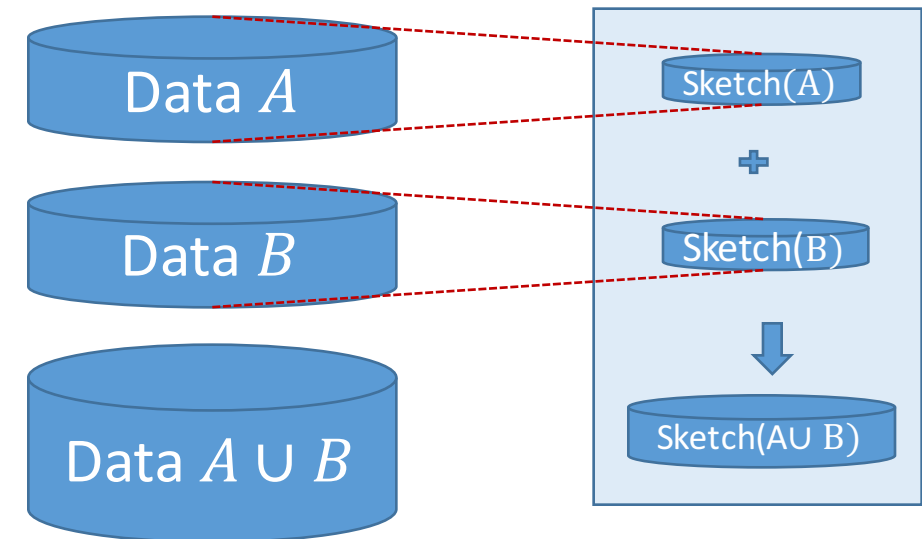 Data A
Sketch(A)
+
Data B
Sketch(B)
Data A ∪ B
Sketch(A∪ B)